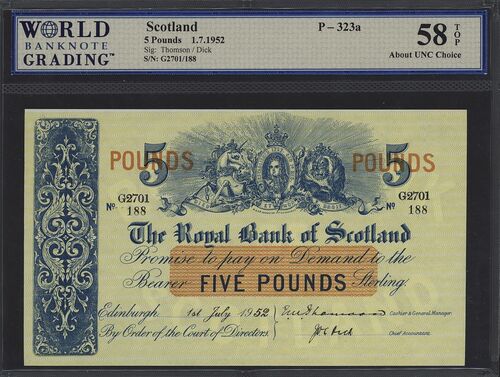 WORLD
BANKNOTE
GRADING™
Scotland
5 Pounds 1.7.1952
Sig: Thomson / Dick
S/N: G2701/188
P – 323a
58 TOP
About UNC Choice
5 POUNDS
5 POUNDS
G2701
Nº 188
G2701
Nº 188
The Royal Bank of Scotland
Promise to pay on Demand to the
Bearer FIVE POUNDS Sterling.
Edinburgh. 1st July 1952
Cashier & General Manager.
By Order of the Court of Directors.
Chief Accountant.